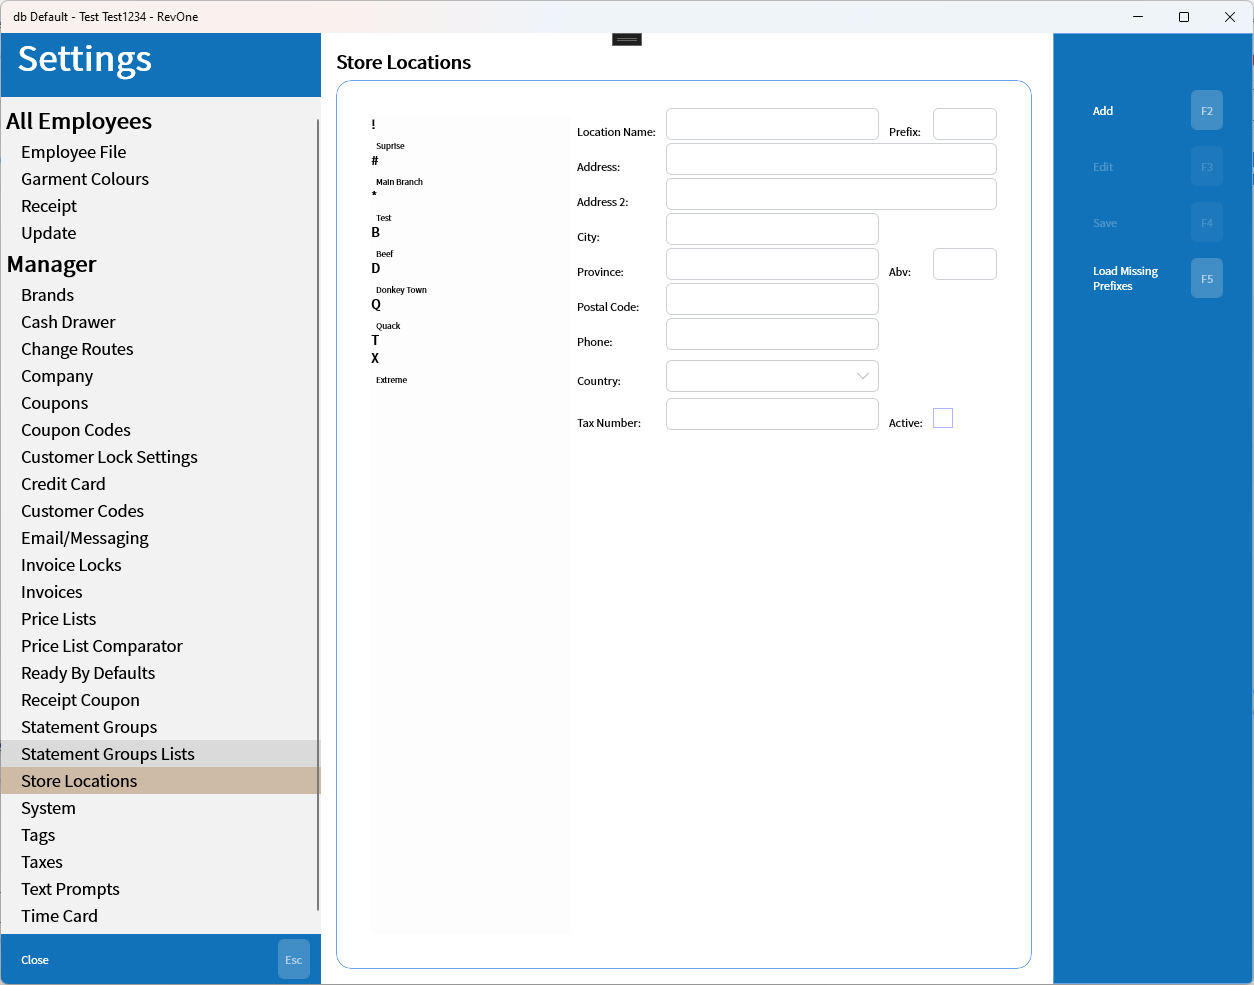 db Default - Test Test1234 - RevOne
Settings
All Employees
Employee File
Garment Colours
Receipt
Update
Manager
Brands
Cash Drawer
Change Routes
Company
Coupons
Coupon Codes
Customer Lock Settings
Credit Card
Customer Codes
Email/Messaging
Invoice Locks
Invoices
Price Lists
Price List Comparator
Ready By Defaults
Receipt Coupon
Statement Groups
Statement Groups Lists
Store Locations
System
Tags
Taxes
Text Prompts
Time Card
Close Esc
Store Locations
!
Suprise
#
Main Branch
*
Test
B
Beef
D
Donkey Town
Q
Quack
T
X
Extreme
Location Name: Prefix:
Address:
Address 2:
City:
Province: Abv:
Postal Code:
Phone:
Country:
Tax Number: Active:
Add F2
Edit F3
Save F4
Load Missing
Prefixes F5